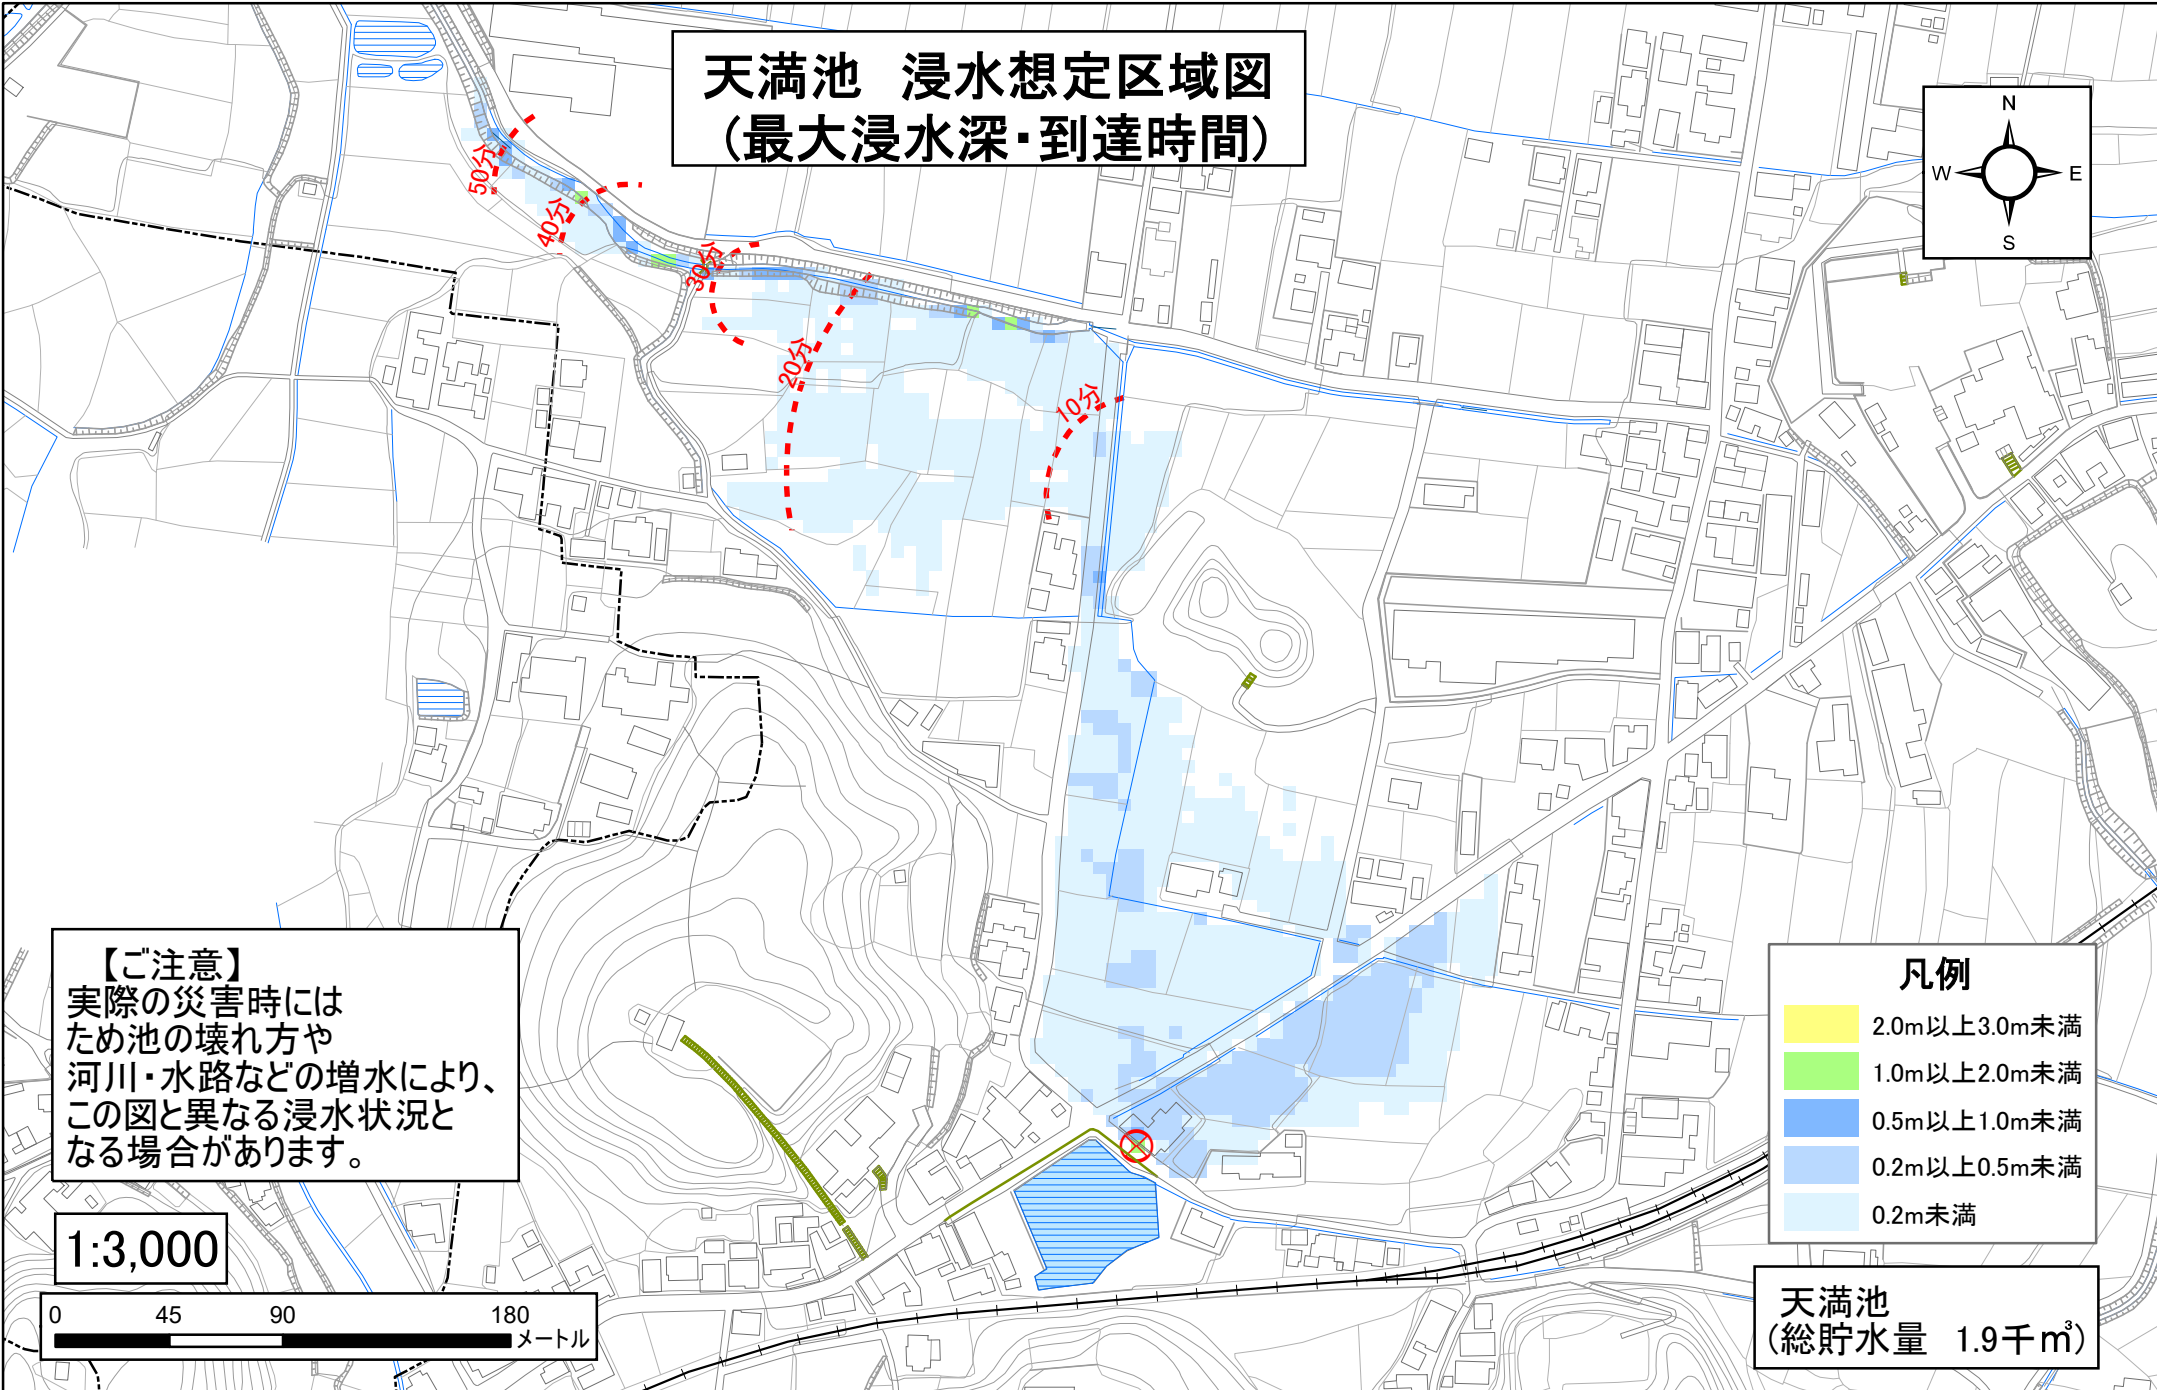 天満池　浸水想定区域図
（最大浸水深・到達時間）
N
W
E
S
50分
40分
30分
20分
10分
【ご注意】
実際の災害時には
ため池の壊れ方や
河川・水路などの増水により、
この図と異なる浸水状況と
なる場合があります。
1:3,000
0 45 90 180
メートル
凡例
2.0m以上3.0m未満
1.0m以上2.0m未満
0.5m以上1.0m未満
0.2m以上0.5m未満
0.2m未満
天満池
（総貯水量　1.9千㎥）